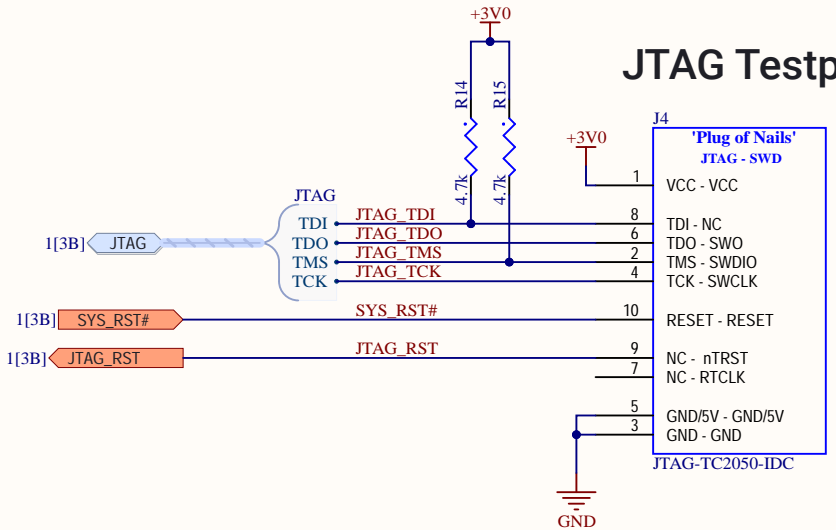 +3V0
JTAG Testp
R14
R15
4.7k
4.7k
J4
'Plug of Nails'
JTAG - SWD
+3V0
1
VCC - VCC
JTAG
1[3B]
JTAG
TDI
JTAG_TDI
8
TDI - NC
TDO
JTAG_TDO
6
TDO - SWO
TMS
JTAG_TMS
2
TMS - SWDIO
TCK
JTAG_TCK
4
TCK - SWCLK
1[3B]
SYS_RST#
SYS_RST#
10
RESET - RESET
1[3B]
JTAG_RST
JTAG_RST
9
NC - nTRST
7
NC - RTCLK
5
GND/5V - GND/5V
3
GND - GND
JTAG-TC2050-IDC
GND